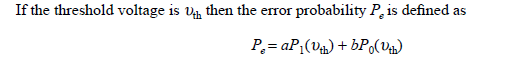 If the threshold voltage is υth then the error probability Pe is defined as
Pe = aP1(υth) + bP0(υth)